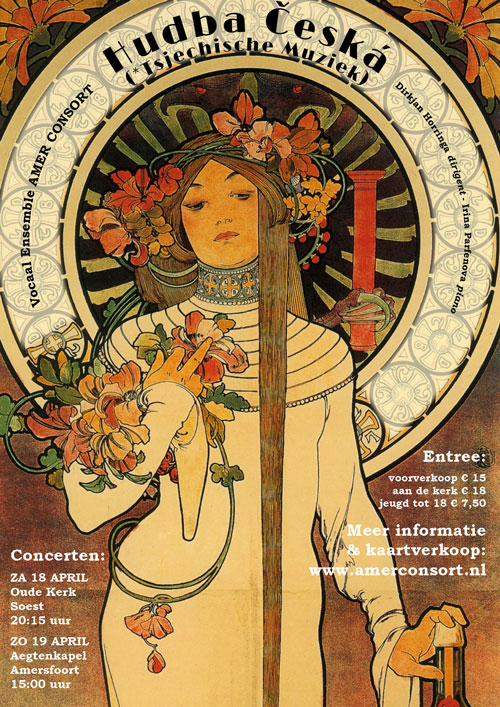 Hudba Česká
(*Tsjechische Muziek)
Vocaal Ensemble AMER CONSORT
Dirkjan Horringa dirigent - Irina Parfenova piano
Entree:
voorverkoop € 15
aan de kerk € 18
jeugd tot 18 € 7,50
Meer informatie
& kaartverkoop:
www.amerconsort.nl
Concerten:
ZA 18 APRIL
Oude Kerk
Soest
20:15 uur
ZO 19 APRIL
Aegtenkapel
Amersfoort
15:00 uur